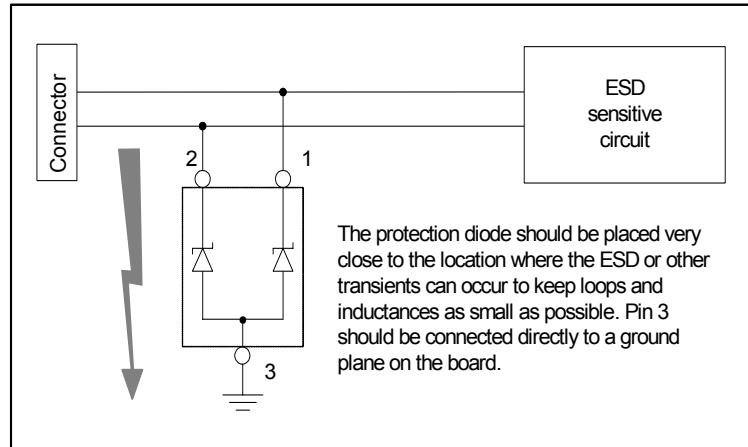 Connector
ESD
sensitive
circuit
2
1
The protection diode should be placed very
close to the location where the ESD or other
transients can occur to keep loops and
inductances as small as possible. Pin 3
should be connected directly to a ground
plane on the board.
3